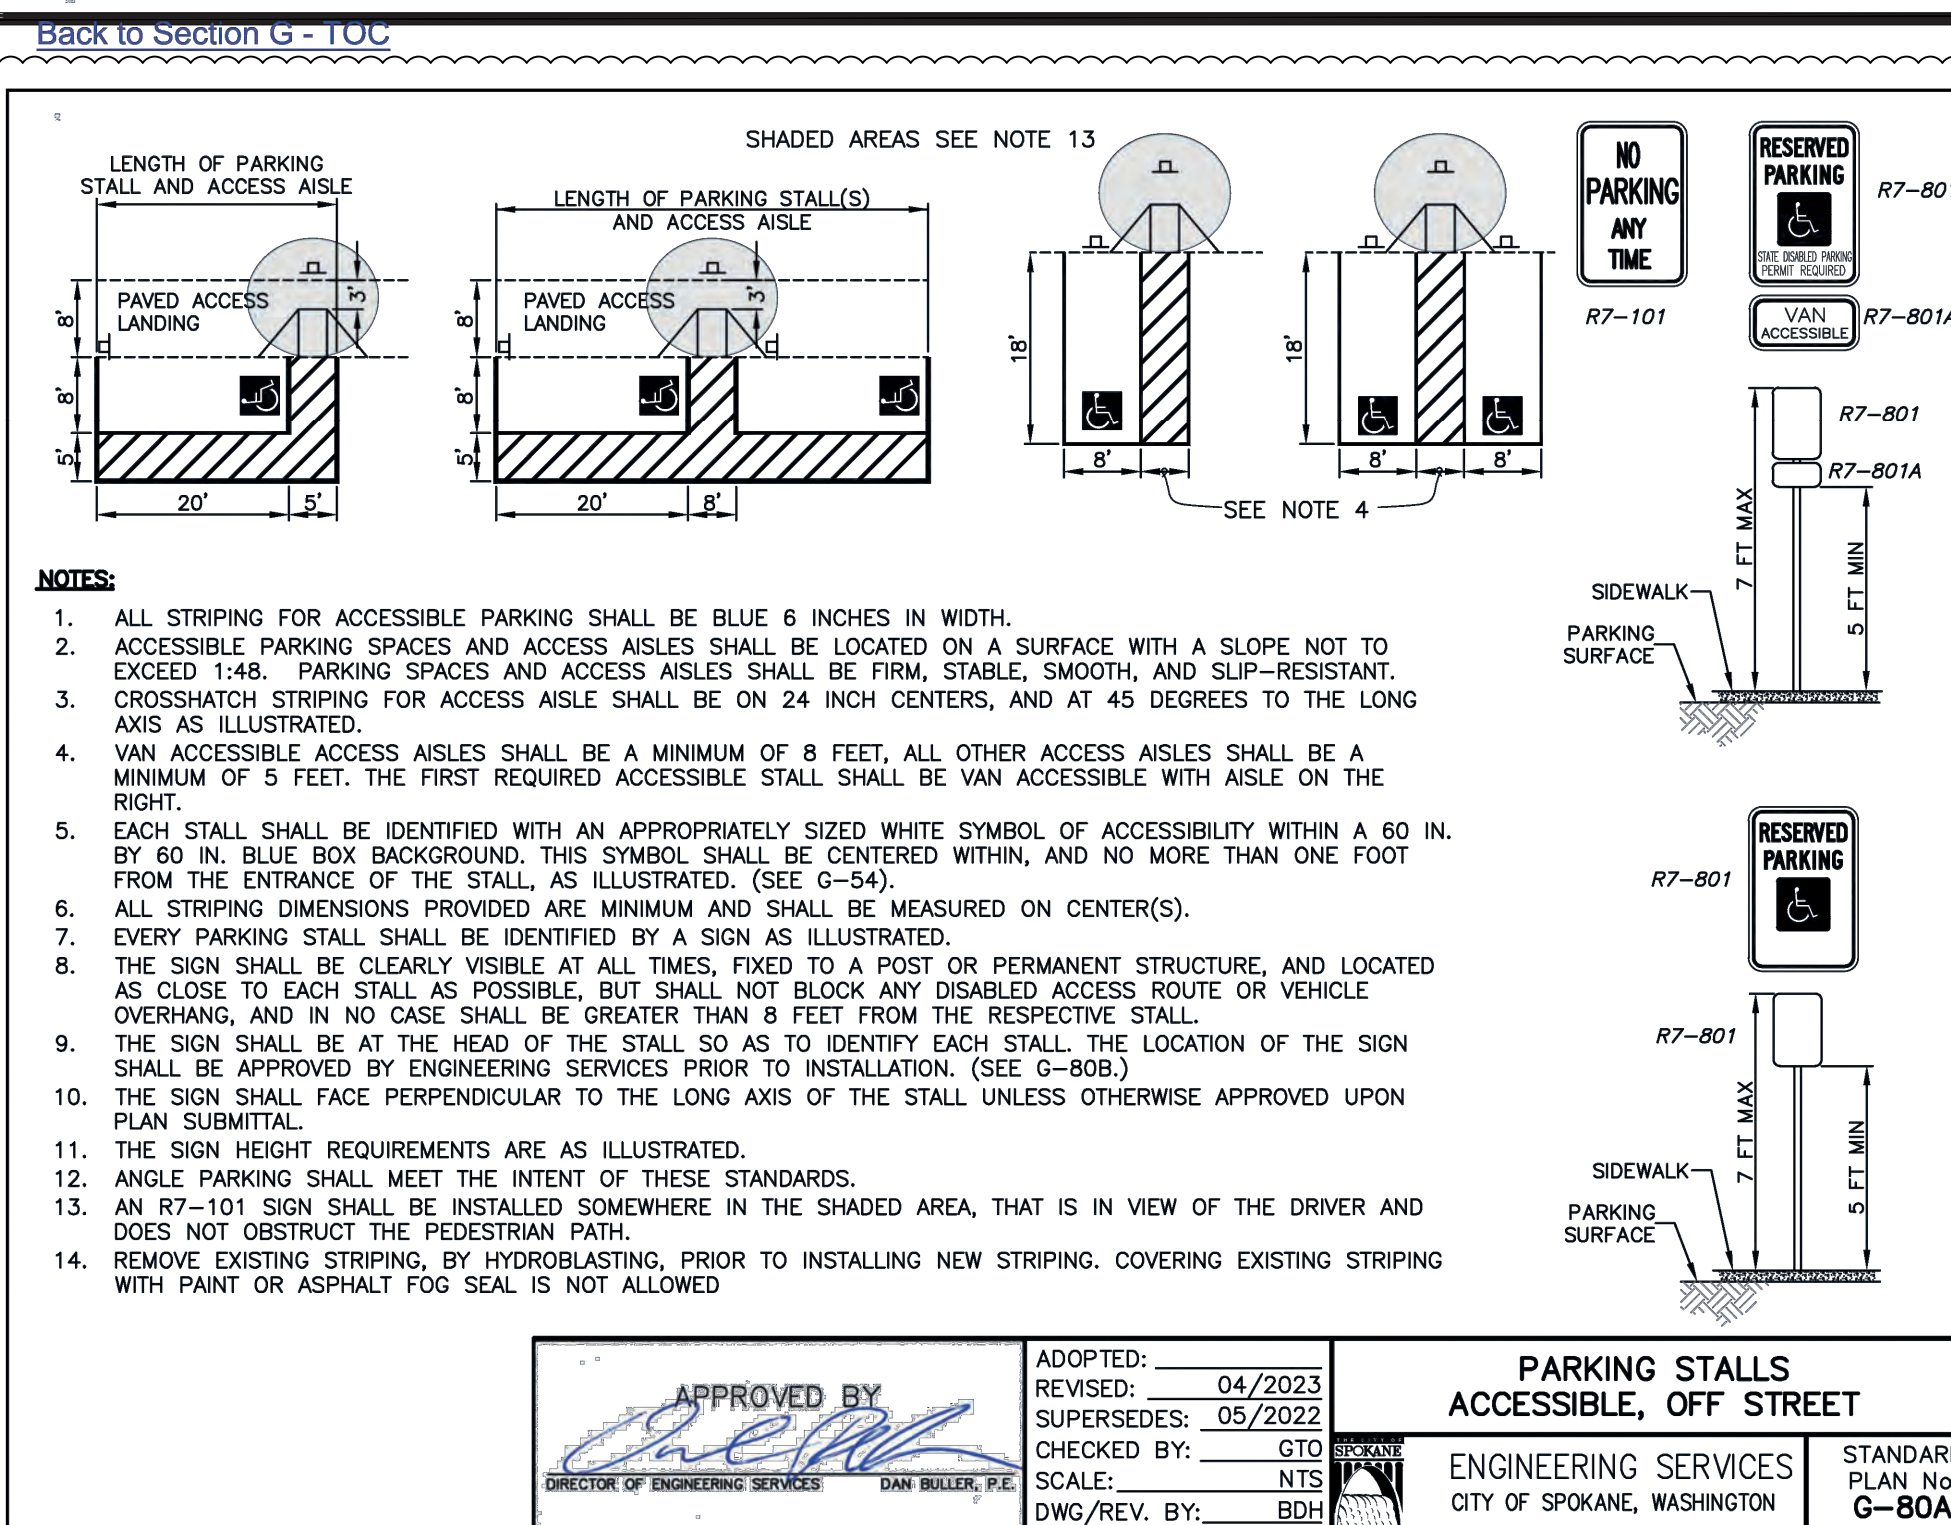 Back to Section G - TOC
SHADED AREAS SEE NOTE 13
LENGTH OF PARKING
STALL AND ACCESS AISLE
LENGTH OF PARKING STALL(S)
AND ACCESS AISLE
PAVED ACCESS
LANDING
8'
8'
5'
3'
20'
5'
PAVED ACCESS
LANDING
8'
8'
5'
3'
20'
8'
18'
8'
18'
8'
8'
SEE NOTE 4
NO
PARKING
ANY
TIME
R7-101
RESERVED
PARKING
STATE DISABLED PARKING
PERMIT REQUIRED
R7-801
VAN
ACCESSIBLE
R7-801A
R7-801
R7-801A
7 FT MAX
5 FT MIN
SIDEWALK
PARKING
SURFACE
RESERVED
PARKING
R7-801
R7-801
7 FT MAX
5 FT MIN
SIDEWALK
PARKING
SURFACE
NOTES:
1. ALL STRIPING FOR ACCESSIBLE PARKING SHALL BE BLUE 6 INCHES IN WIDTH.
2. ACCESSIBLE PARKING SPACES AND ACCESS AISLES SHALL BE LOCATED ON A SURFACE WITH A SLOPE NOT TO
EXCEED 1:48. PARKING SPACES AND ACCESS AISLES SHALL BE FIRM, STABLE, SMOOTH, AND SLIP-RESISTANT.
3. CROSSHATCH STRIPING FOR ACCESS AISLE SHALL BE ON 24 INCH CENTERS, AND AT 45 DEGREES TO THE LONG
AXIS AS ILLUSTRATED.
4. VAN ACCESSIBLE ACCESS AISLES SHALL BE A MINIMUM OF 8 FEET, ALL OTHER ACCESS AISLES SHALL BE A
MINIMUM OF 5 FEET. THE FIRST REQUIRED ACCESSIBLE STALL SHALL BE VAN ACCESSIBLE WITH AISLE ON THE
RIGHT.
5. EACH STALL SHALL BE IDENTIFIED WITH AN APPROPRIATELY SIZED WHITE SYMBOL OF ACCESSIBILITY WITHIN A 60 IN.
BY 60 IN. BLUE BOX BACKGROUND. THIS SYMBOL SHALL BE CENTERED WITHIN, AND NO MORE THAN ONE FOOT
FROM THE ENTRANCE OF THE STALL, AS ILLUSTRATED. (SEE G-54).
6. ALL STRIPING DIMENSIONS PROVIDED ARE MINIMUM AND SHALL BE MEASURED ON CENTER(S).
7. EVERY PARKING STALL SHALL BE IDENTIFIED BY A SIGN AS ILLUSTRATED.
8. THE SIGN SHALL BE CLEARLY VISIBLE AT ALL TIMES, FIXED TO A POST OR PERMANENT STRUCTURE, AND LOCATED
AS CLOSE TO EACH STALL AS POSSIBLE, BUT SHALL NOT BLOCK ANY DISABLED ACCESS ROUTE OR VEHICLE
OVERHANG, AND IN NO CASE SHALL BE GREATER THAN 8 FEET FROM THE RESPECTIVE STALL.
9. THE SIGN SHALL BE AT THE HEAD OF THE STALL SO AS TO IDENTIFY EACH STALL. THE LOCATION OF THE SIGN
SHALL BE APPROVED BY ENGINEERING SERVICES PRIOR TO INSTALLATION. (SEE G-80B.)
10. THE SIGN SHALL FACE PERPENDICULAR TO THE LONG AXIS OF THE STALL UNLESS OTHERWISE APPROVED UPON
PLAN SUBMITTAL.
11. THE SIGN HEIGHT REQUIREMENTS ARE AS ILLUSTRATED.
12. ANGLE PARKING SHALL MEET THE INTENT OF THESE STANDARDS.
13. AN R7-101 SIGN SHALL BE INSTALLED SOMEWHERE IN THE SHADED AREA, THAT IS IN VIEW OF THE DRIVER AND
DOES NOT OBSTRUCT THE PEDESTRIAN PATH.
14. REMOVE EXISTING STRIPING, BY HYDROBLASTING, PRIOR TO INSTALLING NEW STRIPING. COVERING EXISTING STRIPING
WITH PAINT OR ASPHALT FOG SEAL IS NOT ALLOWED
APPROVED BY
DIRECTOR OF ENGINEERING SERVICES DAN BULLER, P.E.
ADOPTED:
REVISED: 04/2023
SUPERSEDES: 05/2022
CHECKED BY: GTO
SCALE: NTS
DWG/REV. BY: BDH
PARKING STALLS
ACCESSIBLE, OFF STREET
THE CITY OF
SPOKANE
ENGINEERING SERVICES
CITY OF SPOKANE, WASHINGTON
STANDARD
PLAN No
G-80A